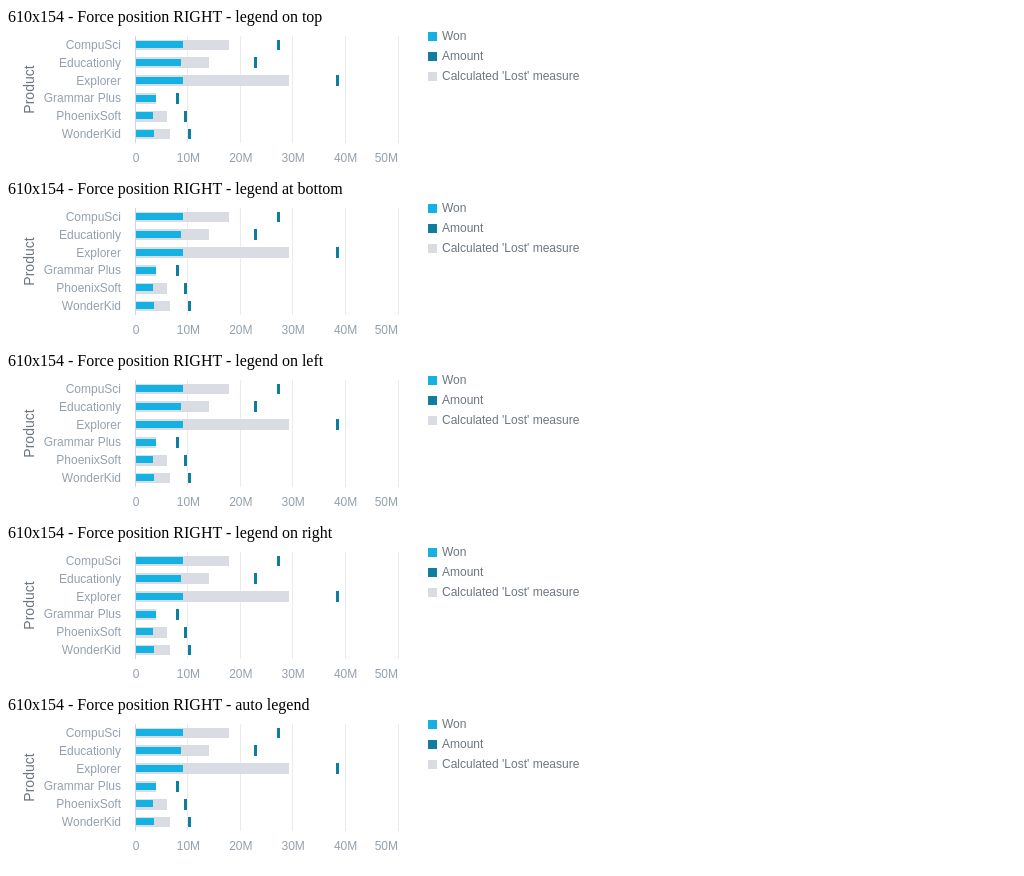 610x154 - Force position RIGHT - legend on top
Product
CompuSci
Educationly
Explorer
Grammar Plus
PhoenixSoft
WonderKid
0 10M 20M 30M 40M 50M
Won
Amount
Calculated 'Lost' measure
610x154 - Force position RIGHT - legend at bottom
Product
CompuSci
Educationly
Explorer
Grammar Plus
PhoenixSoft
WonderKid
0 10M 20M 30M 40M 50M
Won
Amount
Calculated 'Lost' measure
610x154 - Force position RIGHT - legend on left
Product
CompuSci
Educationly
Explorer
Grammar Plus
PhoenixSoft
WonderKid
0 10M 20M 30M 40M 50M
Won
Amount
Calculated 'Lost' measure
610x154 - Force position RIGHT - legend on right
Product
CompuSci
Educationly
Explorer
Grammar Plus
PhoenixSoft
WonderKid
0 10M 20M 30M 40M 50M
Won
Amount
Calculated 'Lost' measure
610x154 - Force position RIGHT - auto legend
Product
CompuSci
Educationly
Explorer
Grammar Plus
PhoenixSoft
WonderKid
0 10M 20M 30M 40M 50M
Won
Amount
Calculated 'Lost' measure